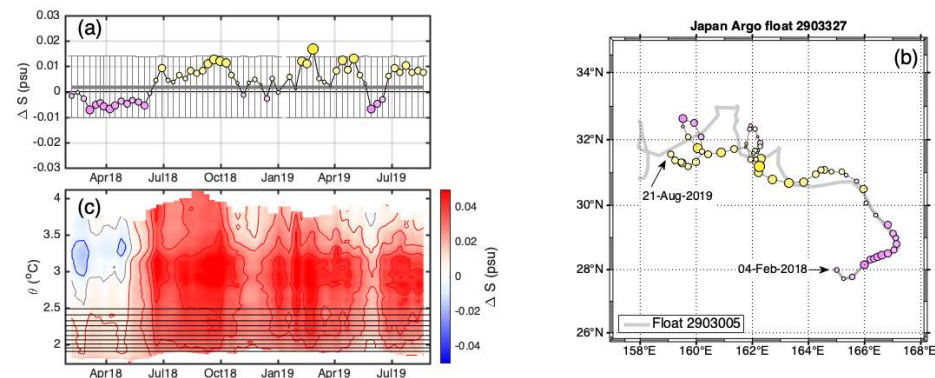 (a)
0.03
0.02
0.01
0
-0.01
-0.02
-0.03
Δ S (psu)
Apr18 Jul18 Oct18 Jan19 Apr19 Jul19
(c)
4
3.5
3
2.5
2
θ (°C)
Apr18 Jul18 Oct18 Jan19 Apr19 Jul19
0.04
0.02
0
-0.02
-0.04
Δ S (psu)
Japan Argo float 2903327
(b)
34°N
32°N
30°N
28°N
26°N
21-Aug-2019
04-Feb-2018
Float 2903005
158°E 160°E 162°E 164°E 166°E 168°E